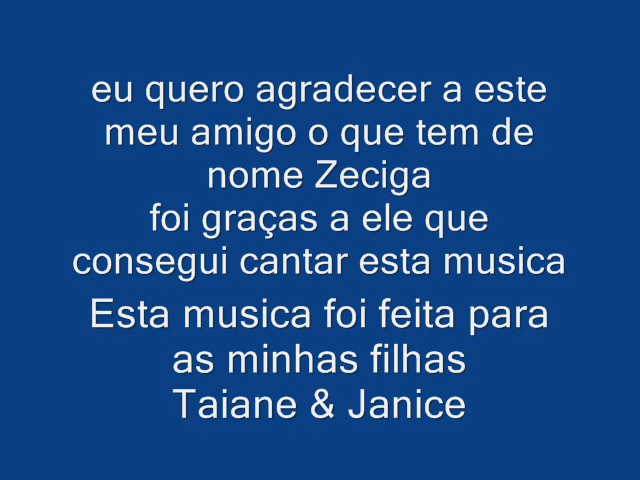 eu quero agradecer a este
meu amigo o que tem de
nome Zeciga
foi graças a ele que
consegui cantar esta musica
Esta musica foi feita para
as minhas filhas
Taiane & Janice